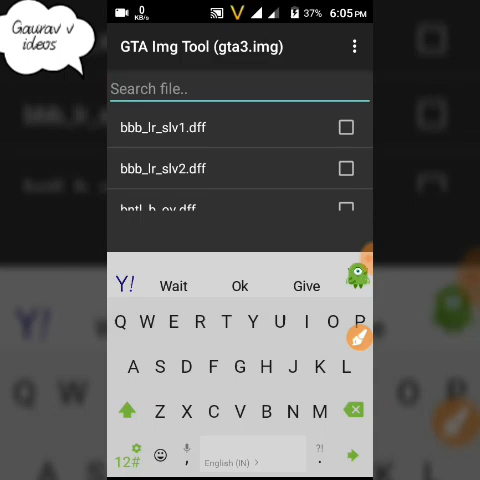 Gaurav v
ideos
0
KB/s
37%
6:05 PM
GTA Img Tool (gta3.img)
Search file..
bbb_lr_slv1.dff
bbb_lr_slv2.dff
bntl_b_ov.dff
Y!
Wait
Ok
Give
Q W E R T Y U I O P
A S D F G H J K L
Z X C V B N M
12#
,
English (IN) >
?!
.